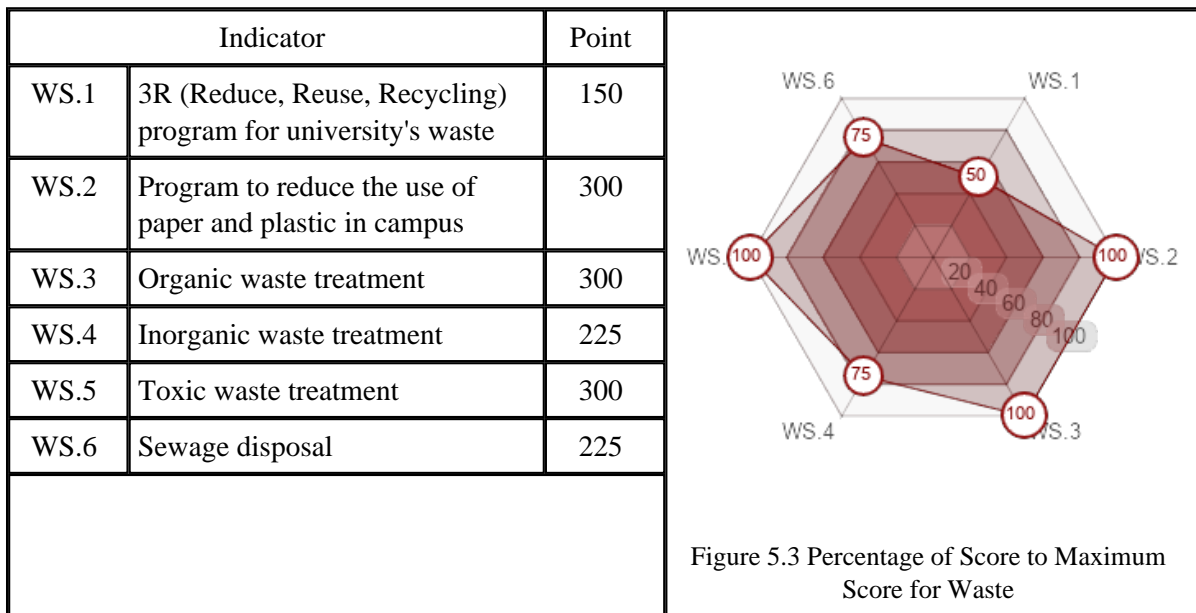 Indicator Point
WS.1 3R (Reduce, Reuse, Recycling) 150
program for university's waste
WS.2 Program to reduce the use of 300
paper and plastic in campus
WS.3 Organic waste treatment 300
WS.4 Inorganic waste treatment 225
WS.5 Toxic waste treatment 300
WS.6 Sewage disposal 225
WS.6 WS.1
75
50
WS. 100 100 WS.2
20
40
60
80
100
75
100
WS.4 WS.3
Figure 5.3 Percentage of Score to Maximum
Score for Waste